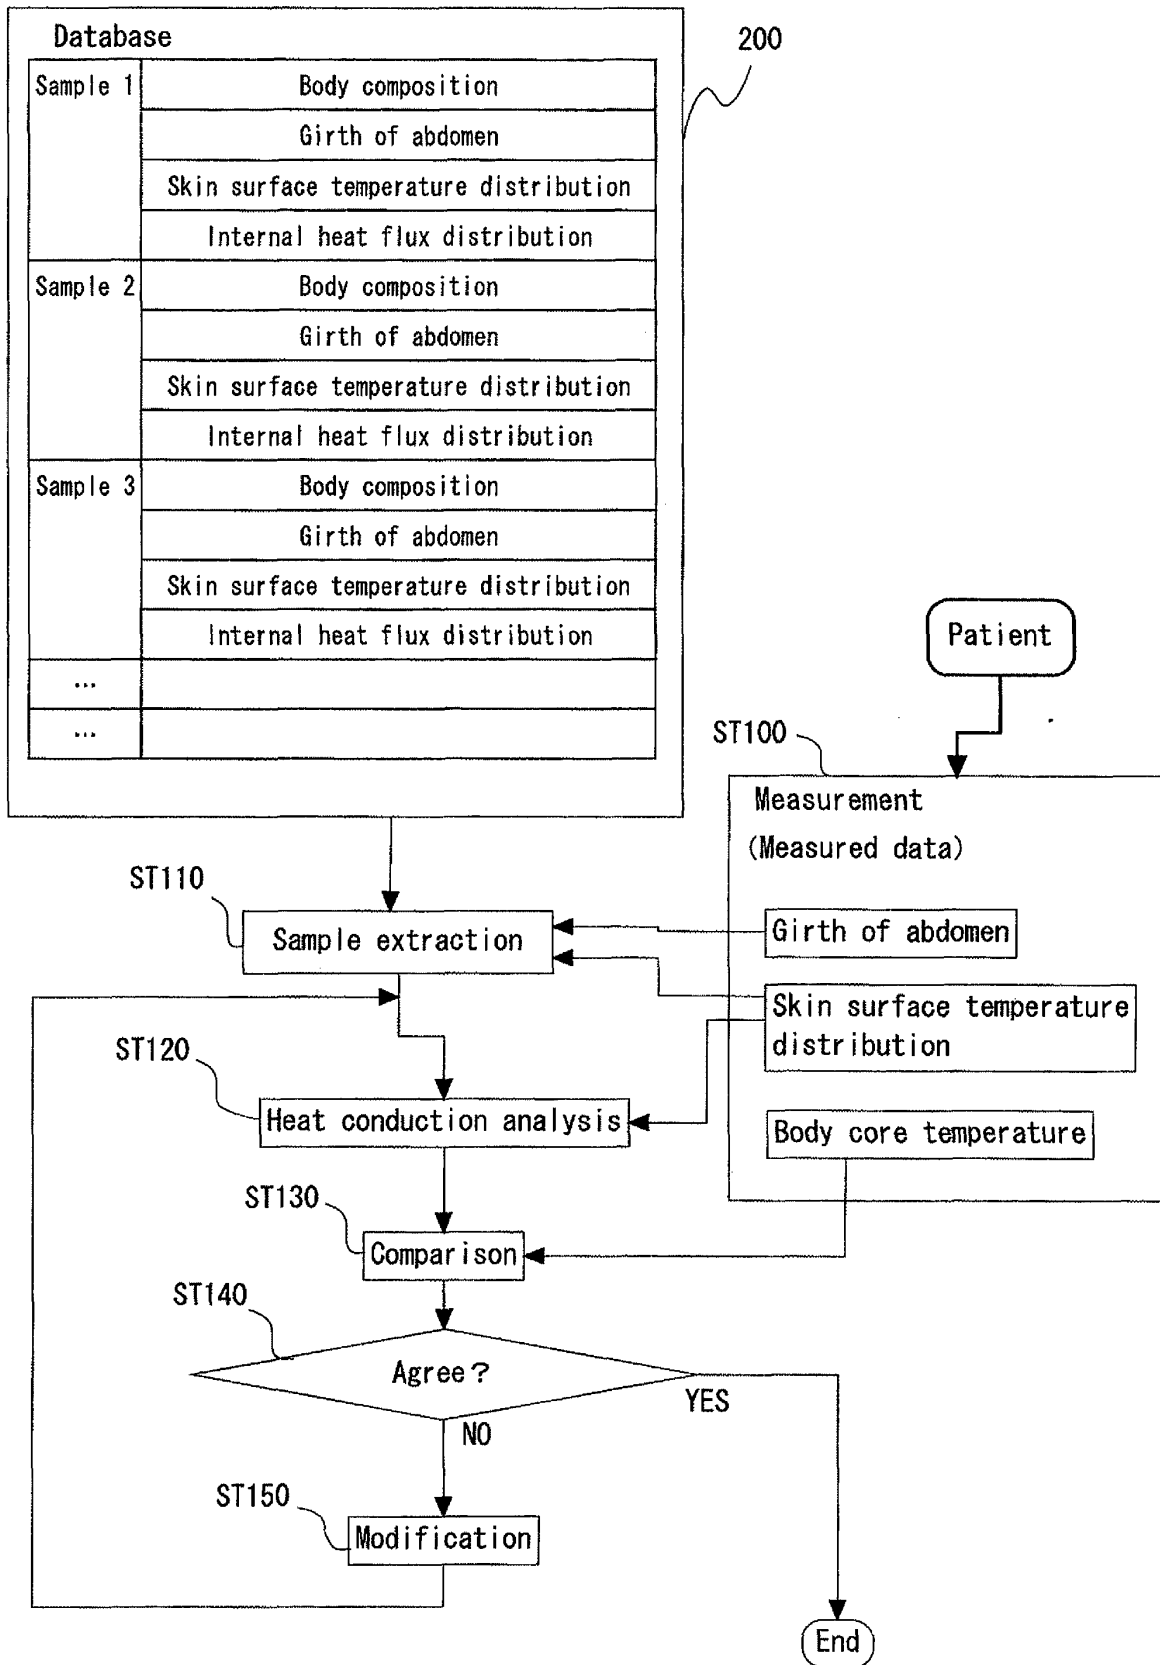 Database
200
Sample 1
Body composition
Girth of abdomen
Skin surface temperature distribution
Internal heat flux distribution
Sample 2
Body composition
Girth of abdomen
Skin surface temperature distribution
Internal heat flux distribution
Sample 3
Body composition
Girth of abdomen
Skin surface temperature distribution
Internal heat flux distribution
...
...
Patient
ST100
Measurement
(Measured data)
Girth of abdomen
Skin surface temperature
distribution
Body core temperature
ST110
Sample extraction
ST120
Heat conduction analysis
ST130
Comparison
ST140
Agree?
YES
NO
ST150
Modification
End